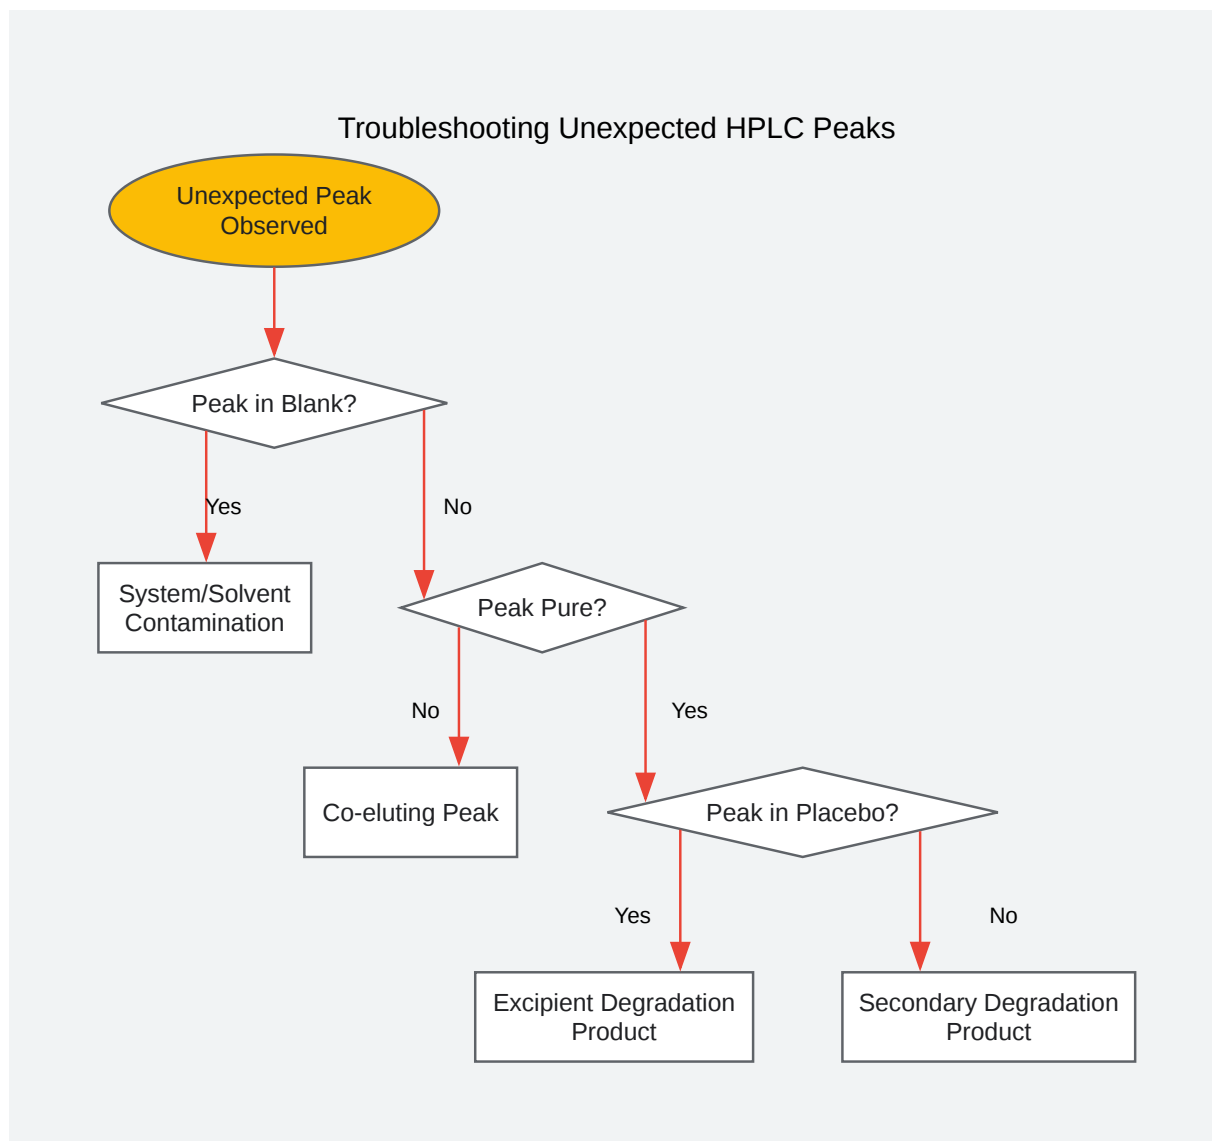 Troubleshooting Unexpected HPLC Peaks
Unexpected Peak
Observed
Peak in Blank?
Yes
No
System/Solvent
Contamination
Peak Pure?
No
Yes
Co-eluting Peak
Peak in Placebo?
Yes
No
Excipient Degradation
Product
Secondary Degradation
Product